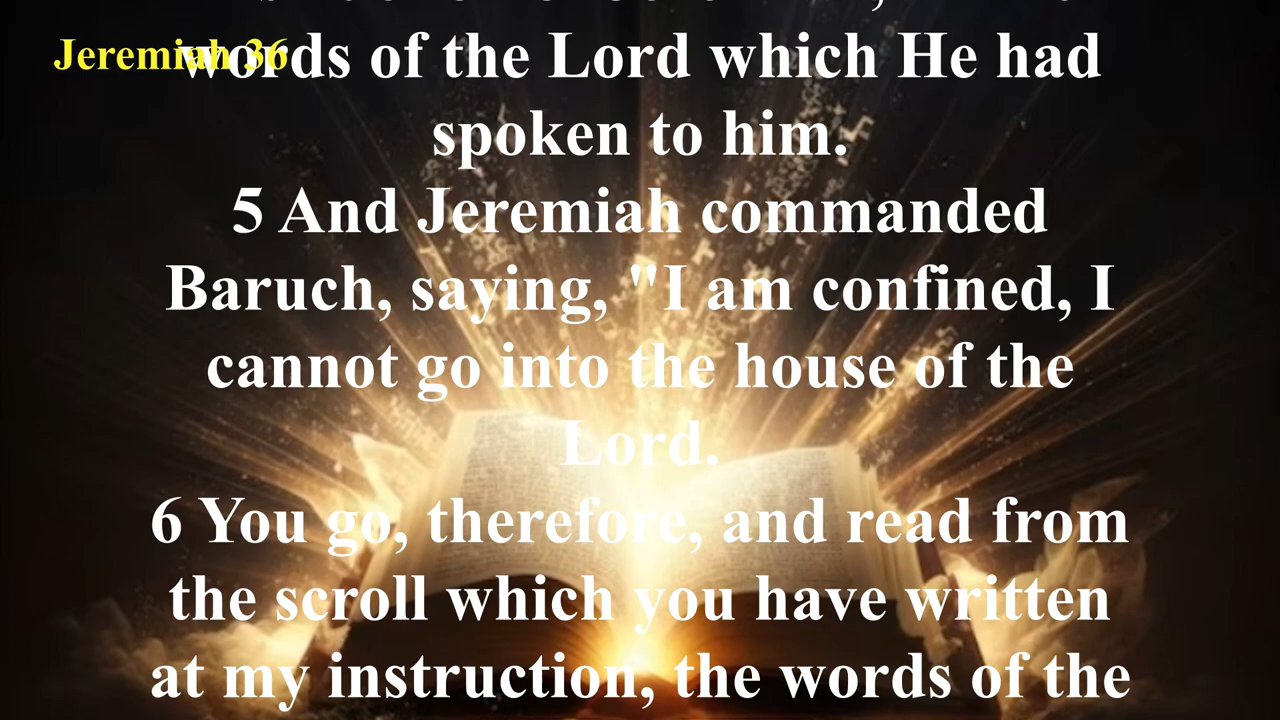 Jeremiah 36
words of the Lord which He had
spoken to him.
5 And Jeremiah commanded
Baruch, saying, "I am confined, I
cannot go into the house of the
Lord.
6 You go, therefore, and read from
the scroll which you have written
at my instruction, the words of the